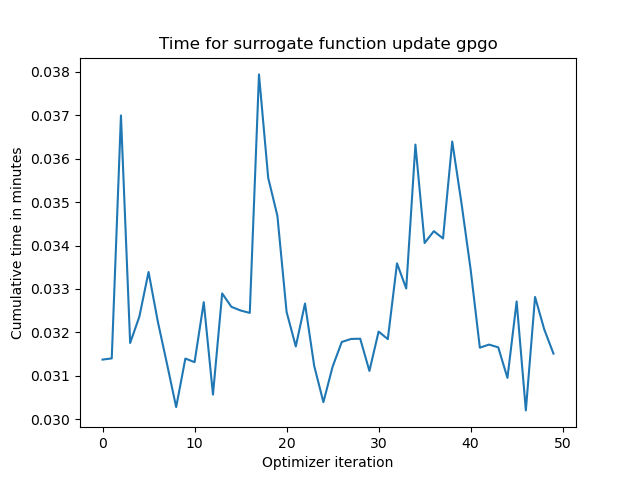 Time for surrogate function update gpgo
Cumulative time in minutes
0.038
0.037
0.036
0.035
0.034
0.033
0.032
0.031
0.030
0 10 20 30 40 50
Optimizer iteration